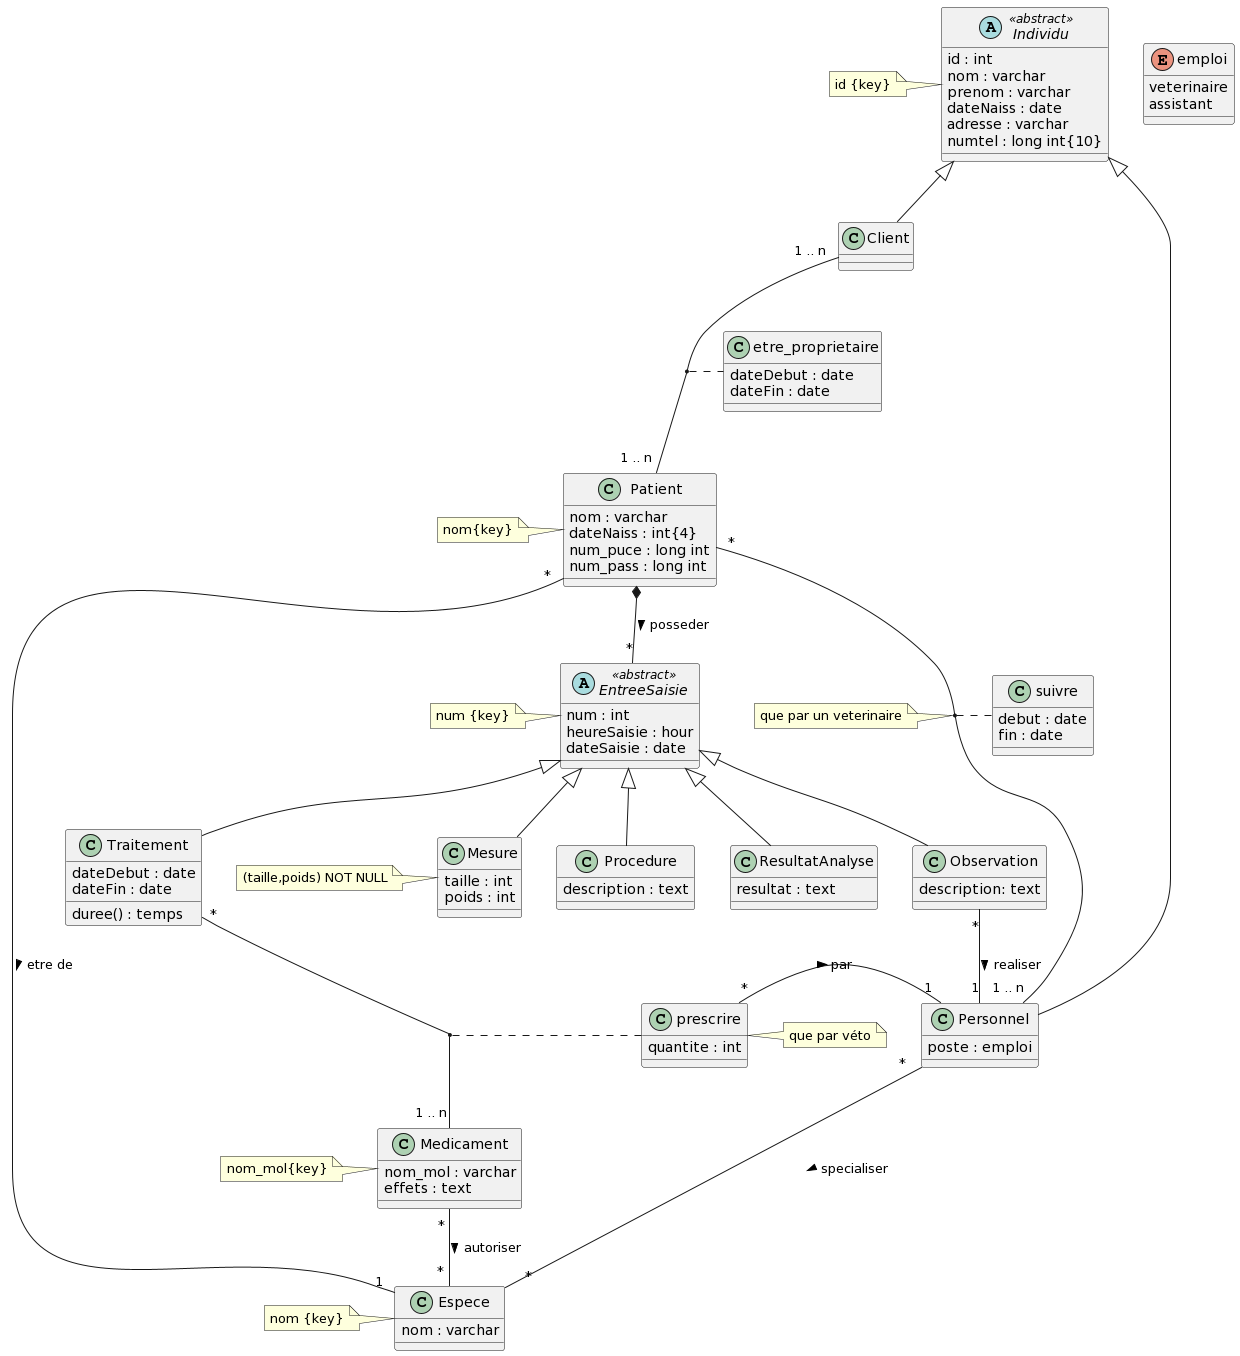 «abstract»
A Individu
id : int
nom : varchar
prenom : varchar
dateNaiss : date
adresse : varchar
numtel : long int{10}
id {key}
E emploi
veterinaire
assistant
C Client
1 .. n
C etre_proprietaire
dateDebut : date
dateFin : date
1 .. n
C Patient
nom : varchar
dateNaiss : int{4}
num_puce : long int
num_pass : long int
nom{key}
*
*
posseder
*
«abstract»
A EntreeSaisie
num : int
heureSaisie : hour
dateSaisie : date
num {key}
que par un veterinaire
C suivre
debut : date
fin : date
C Traitement
dateDebut : date
dateFin : date
duree() : temps
(taille,poids) NOT NULL
C Mesure
taille : int
poids : int
C Procedure
description : text
C ResultatAnalyse
resultat : text
C Observation
description: text
*
*
etre de
par
realiser
*
1
1
1 .. n
C prescrire
quantite : int
que par véto
C Personnel
poste : emploi
*
1 .. n
C Medicament
nom_mol : varchar
effets : text
nom_mol{key}
specialiser
*
autoriser
*
*
1
C Espece
nom : varchar
nom {key}